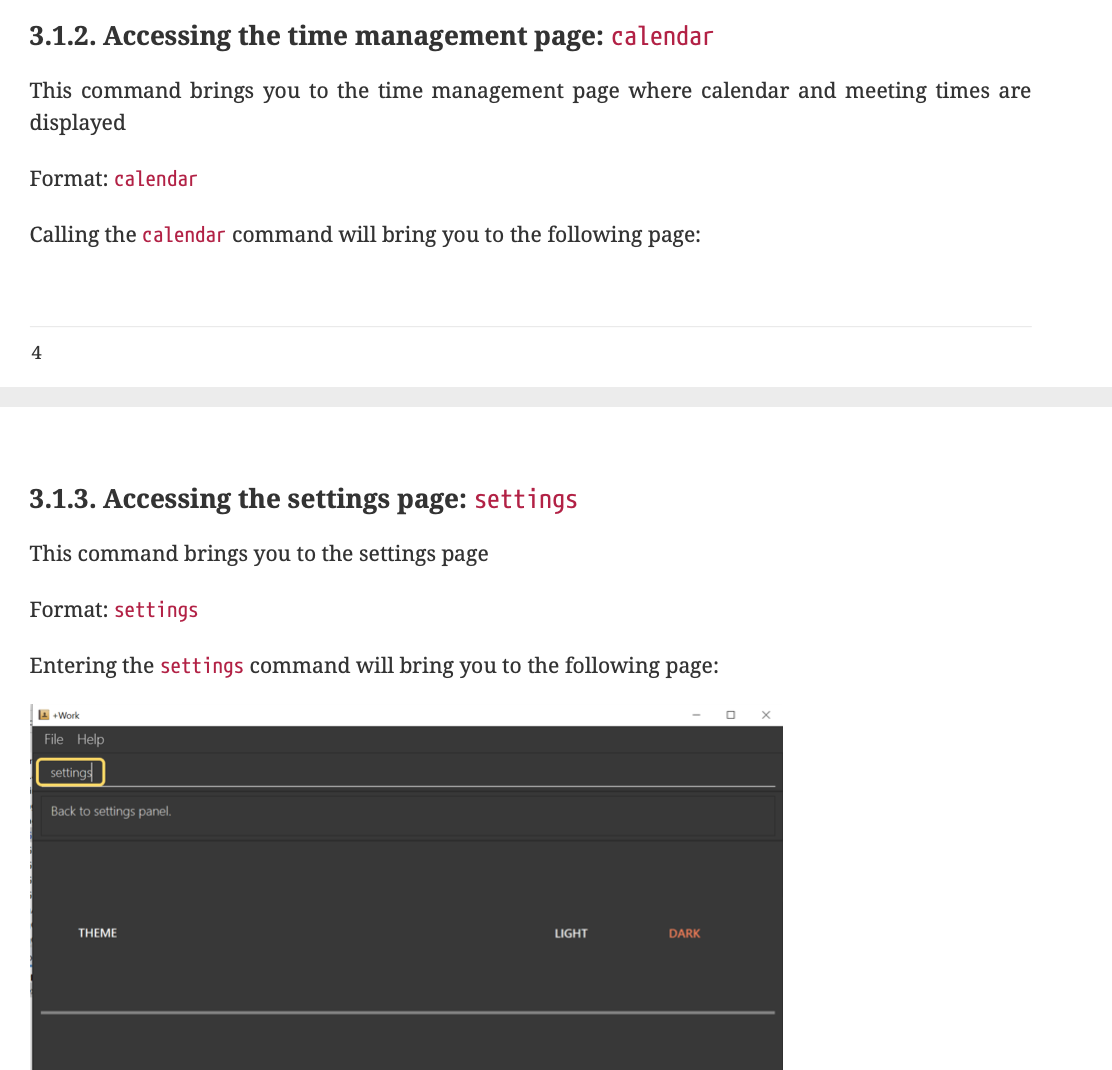 3.1.2. Accessing the time management page: calendar
This command brings you to the time management page where calendar and meeting times are
displayed
Format: calendar
Calling the calendar command will bring you to the following page:
4
3.1.3. Accessing the settings page: settings
This command brings you to the settings page
Format: settings
Entering the settings command will bring you to the following page:
+Work
File Help
settings
Back to settings panel.
THEME LIGHT DARK